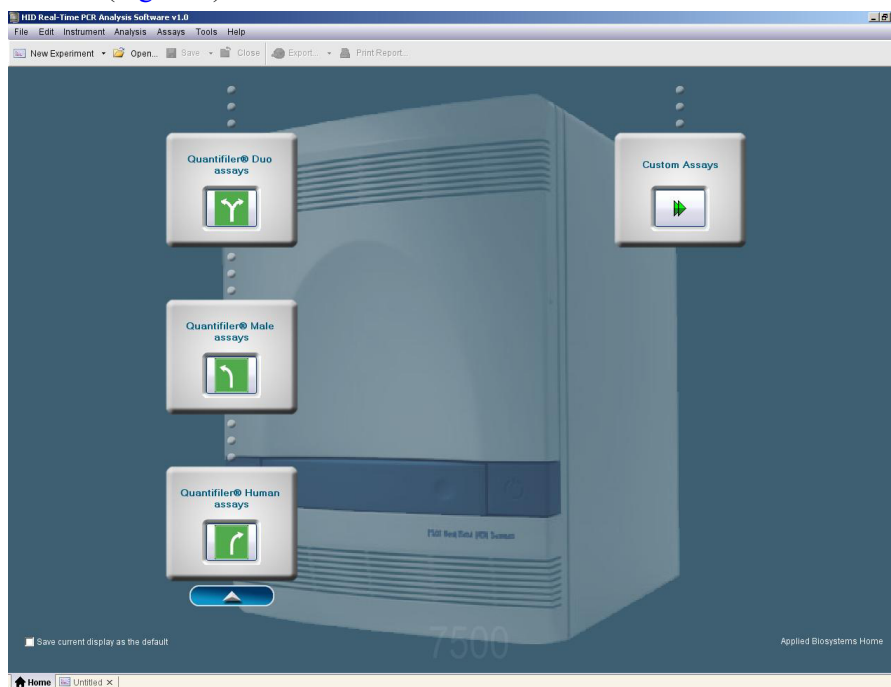 HID Real-Time PCR Analysis Software v1.0
File Edit Instrument Analysis Assays Tools Help
New Experiment Open... Save Close Export... Print Report...
Quantifiler® Duo
assays
Custom Assays
Quantifiler® Male
assays
Quantifiler® Human
assays
7500
Save current display as the default
Applied Biosystems Home
Home Untitled ×